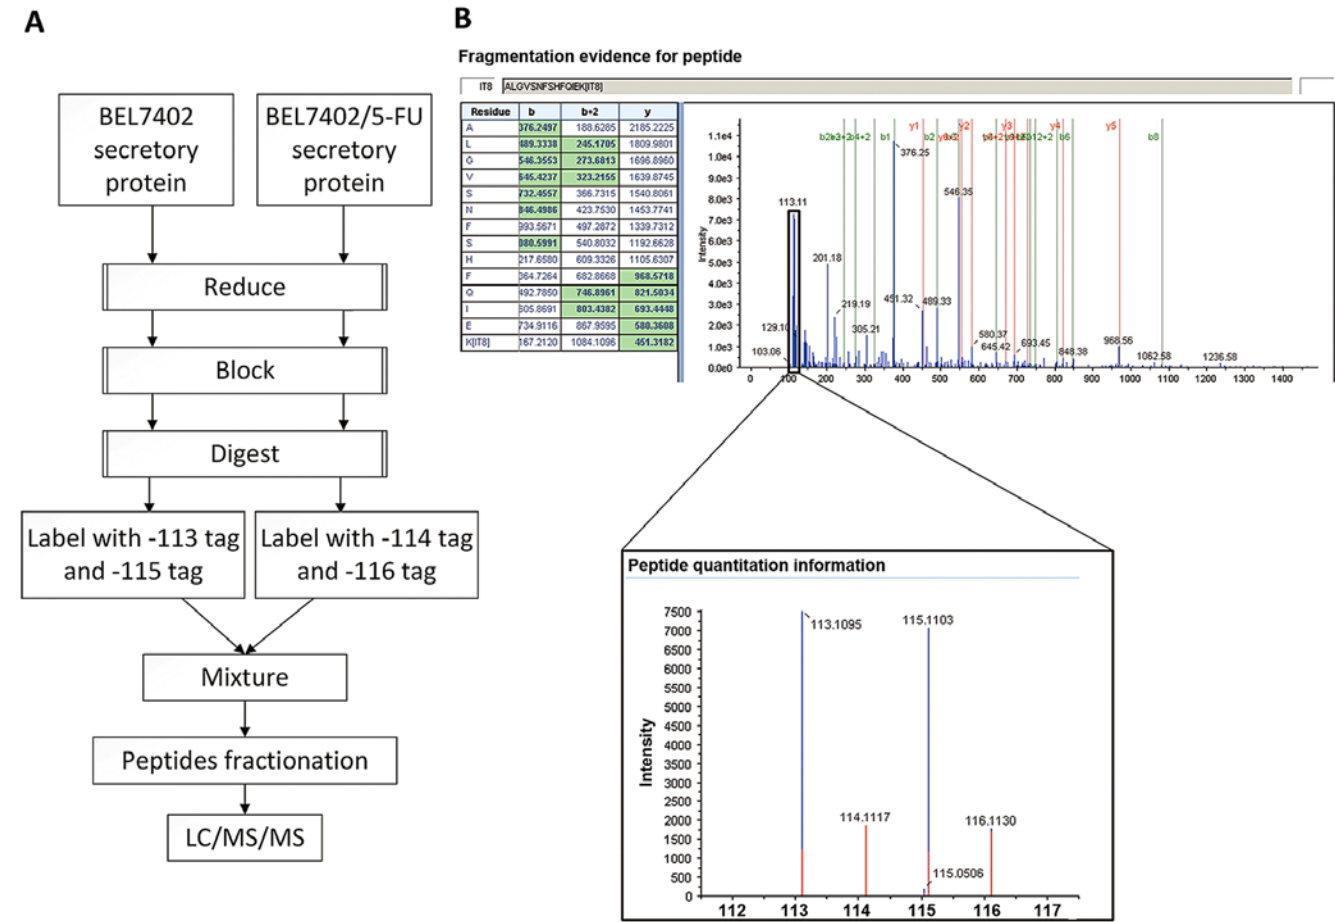 A
BEL7402
secretory
protein
BEL7402/5-FU
secretory
protein
Reduce
Block
Digest
Label with -113 tag
and -115 tag
Label with -114 tag
and -116 tag
Mixture
Peptides fractionation
LC/MS/MS
B
Fragmentation evidence for peptide
IT8 ALGVSNFSHFQIEK[IT8]
Residue b b+2 y
A 376.2497 188.6285 2185.2225
L 489.3338 245.1705 1809.9801
G 546.3553 273.6813 1696.8960
V 645.4237 323.2155 1639.8745
S 732.4557 366.7315 1540.8061
N 846.4986 423.7530 1453.7741
F 993.5671 497.2872 1339.7312
S 080.5991 540.8032 1192.6628
H 217.6580 609.3326 1105.6307
F 364.7264 682.8668 968.5718
Q 492.7850 746.8961 821.5034
I 605.8691 803.4382 693.4448
E 734.9116 867.9595 580.3608
K[IT8] 167.2120 1084.1096 451.3182
Intensity
1.1e4
1.0e4
9.0e3
8.0e3
7.0e3
6.0e3
5.0e3
4.0e3
3.0e3
2.0e3
1.0e3
0.0e0
b1 y1 b2 y2 y3 y4 b6 y5 b8
376.25
546.35
113.11
201.18
219.19
451.32
489.33
129.10
305.21
580.37
645.42
693.45
848.38
968.56
103.06
1062.58
1236.58
0 100 200 300 400 500 600 700 800 900 1000 1100 1200 1300 1400
Peptide quantitation information
Intensity
7500
7000
6500
6000
5500
5000
4500
4000
3500
3000
2500
2000
1500
1000
500
0
113.1095
115.1103
114.1117
116.1130
115.0506
112 113 114 115 116 117